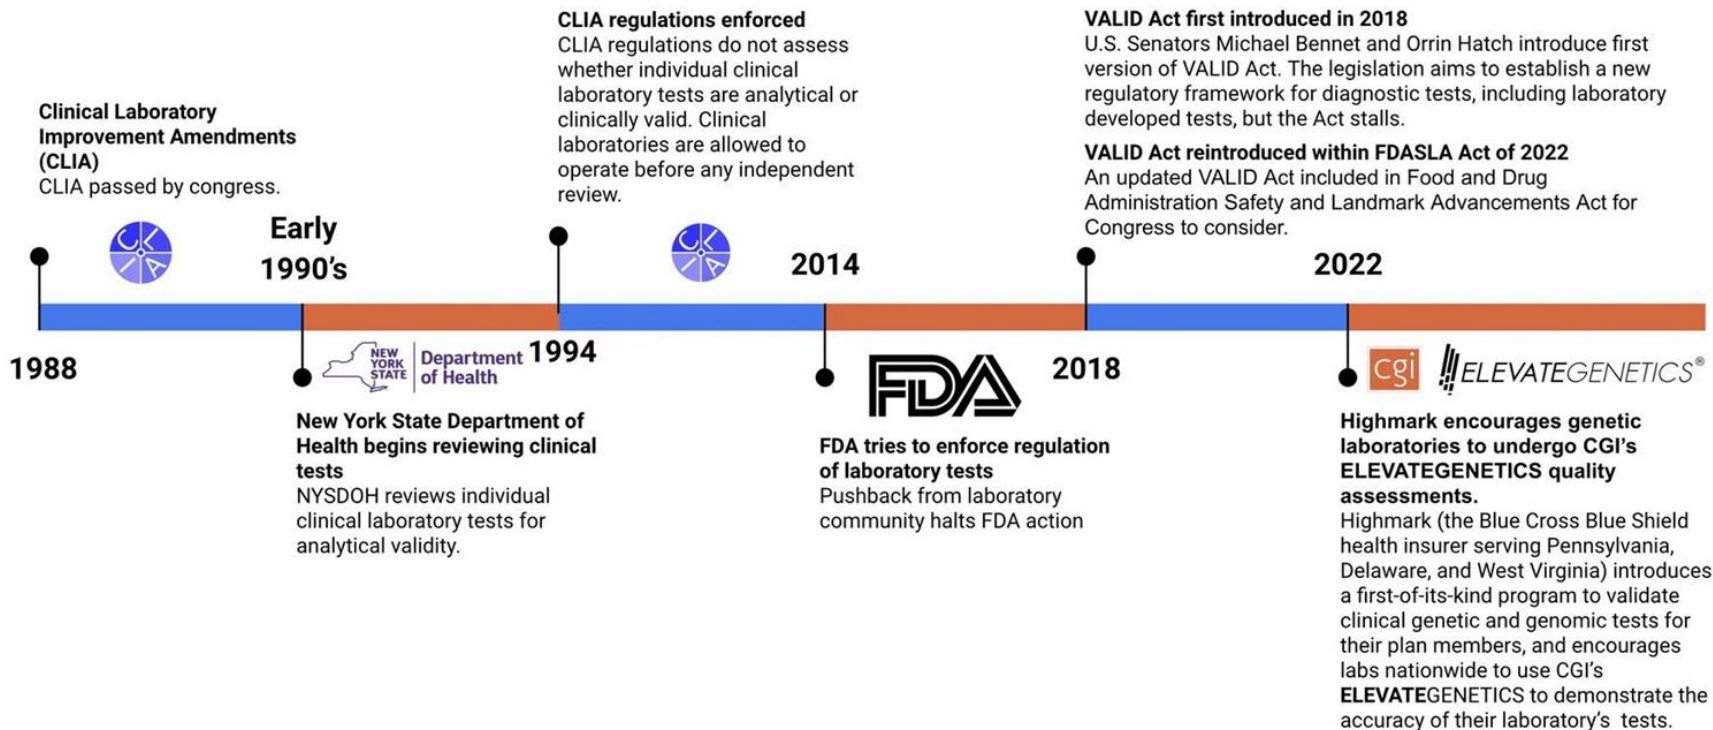 Clinical Laboratory
Improvement Amendments
(CLIA)
CLIA passed by congress.
CLIA
1988
Early
1990's
NEW
YORK
STATE
Department
of Health
New York State Department of
Health begins reviewing clinical
tests
NYSDOH reviews individual
clinical laboratory tests for
analytical validity.
CLIA regulations enforced
CLIA regulations do not assess
whether individual clinical
laboratory tests are analytical or
clinically valid. Clinical
laboratories are allowed to
operate before any independent
review.
1994
CLIA
2014
FDA
FDA tries to enforce regulation
of laboratory tests
Pushback from laboratory
community halts FDA action
VALID Act first introduced in 2018
U.S. Senators Michael Bennet and Orrin Hatch introduce first
version of VALID Act. The legislation aims to establish a new
regulatory framework for diagnostic tests, including laboratory
developed tests, but the Act stalls.
VALID Act reintroduced within FDASLA Act of 2022
An updated VALID Act included in Food and Drug
Administration Safety and Landmark Advancements Act for
Congress to consider.
2018
2022
cgi
ELEVATEGENETICS®
Highmark encourages genetic
laboratories to undergo CGI's
ELEVATEGENETICS quality
assessments.
Highmark (the Blue Cross Blue Shield
health insurer serving Pennsylvania,
Delaware, and West Virginia) introduces
a first-of-its-kind program to validate
clinical genetic and genomic tests for
their plan members, and encourages
labs nationwide to use CGI's
ELEVATEGENETICS to demonstrate the
accuracy of their laboratory's tests.